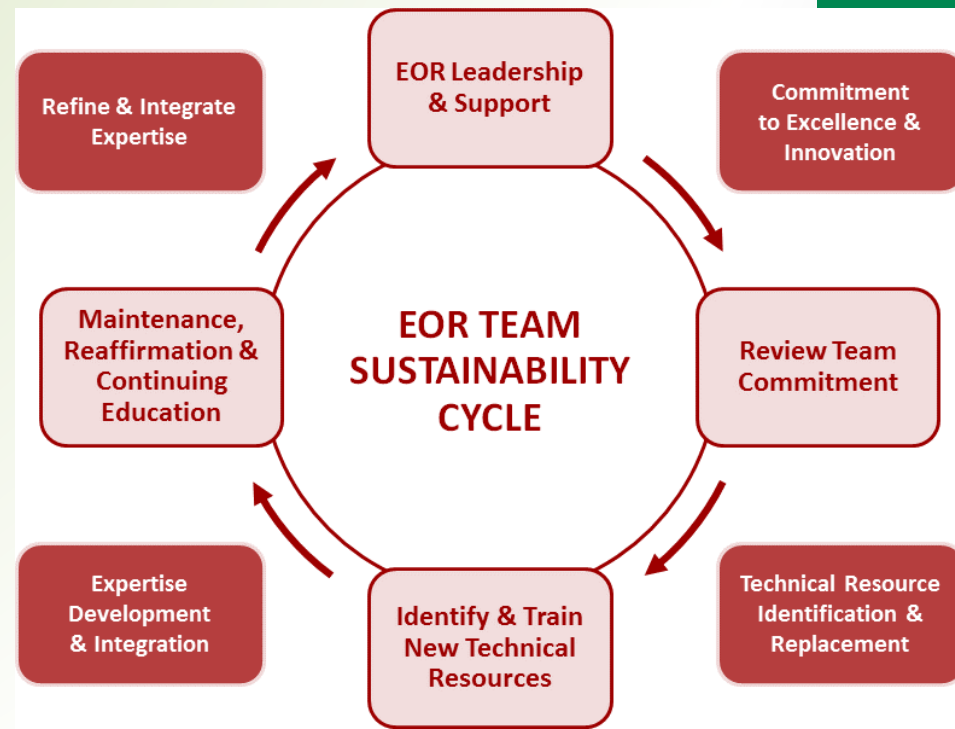 EOR Leadership
& Support
Refine & Integrate
Expertise
Commitment
to Excellence &
Innovation
Maintenance,
Reaffirmation &
Continuing
Education
EOR TEAM
SUSTAINABILITY
CYCLE
Review Team
Commitment
Expertise
Development
& Integration
Identify & Train
New Technical
Resources
Technical Resource
Identification &
Replacement